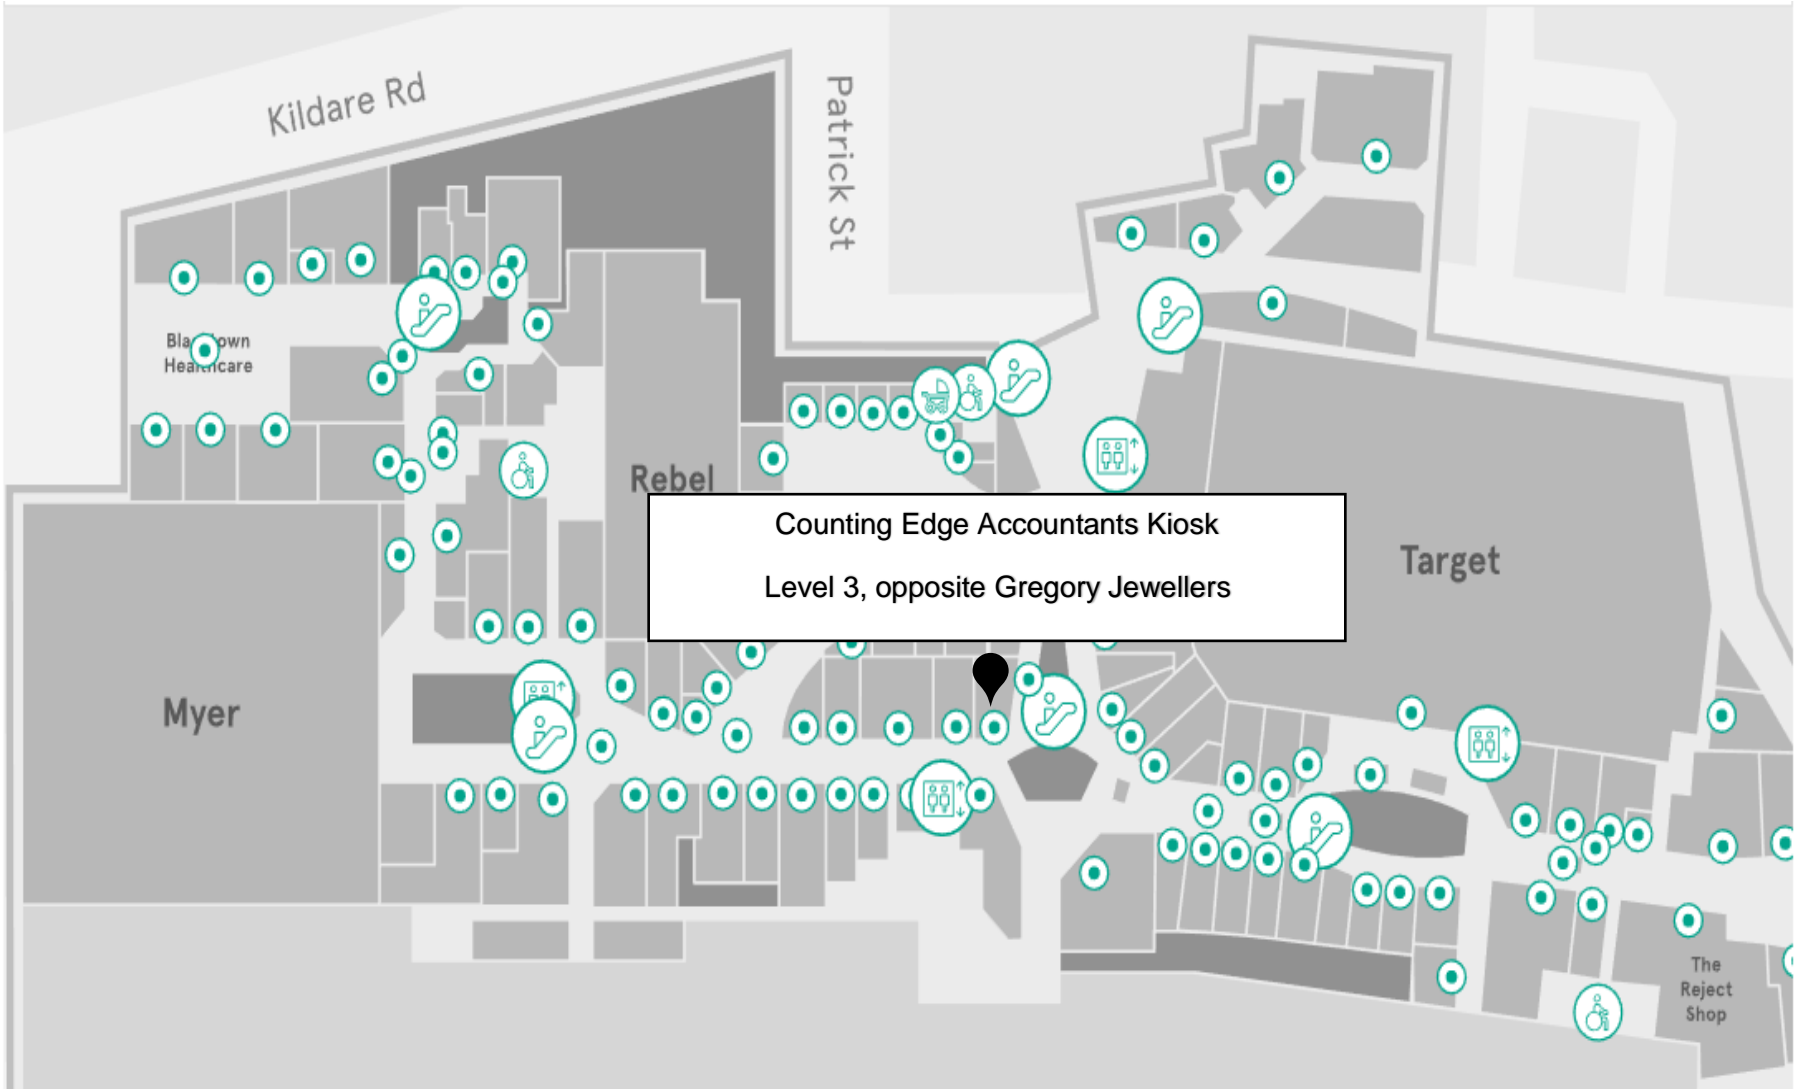 Kildare Rd
Patrick St
Healthcare
Rebel
Counting Edge Accountants Kiosk
Level 3, opposite Gregory Jewellers
Target
Myer
The
Reject
Shop